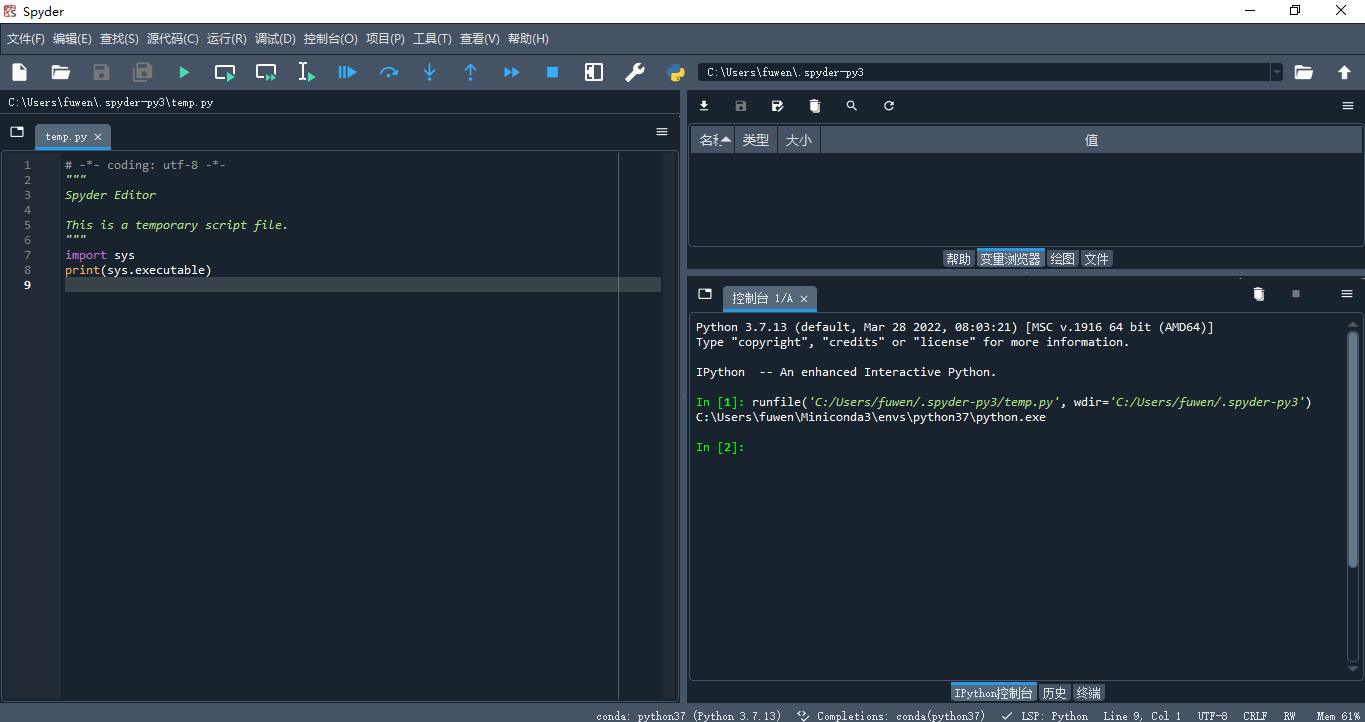 Spyder
文件(F) 编辑(E) 查找(S) 源代码(C) 运行(R) 调试(D) 控制台(O) 项目(P) 工具(T) 查看(V) 帮助(H)
C:\Users\fuwen\.spyder-py3
C:\Users\fuwen\.spyder-py3\temp.py
temp.py
1 # -*- coding: utf-8 -*-
2 """
3 Spyder Editor
4
5 This is a temporary script file.
6 """
7 import sys
8 print(sys.executable)
9
类型 大小 值
帮助 变量浏览器 绘图 文件
控制台 1/A
Python 3.7.13 (default, Mar 28 2022, 08:03:21) [MSC v.1916 64 bit (AMD64)]
Type "copyright", "credits" or "license" for more information.
IPython -- An enhanced Interactive Python.
In [1]: runfile('C:/Users/fuwen/.spyder-py3/temp.py', wdir='C:/Users/fuwen/.spyder-py3')
C:\Users\fuwen\Miniconda3\envs\python37\python.exe
In [2]:
IPython控制台 历史 终端
conda: python37 (Python 3.7.13) Completions: conda(python37) LSP: Python Line 9, Col 1 UTF-8 CRLF RW Mem 61%